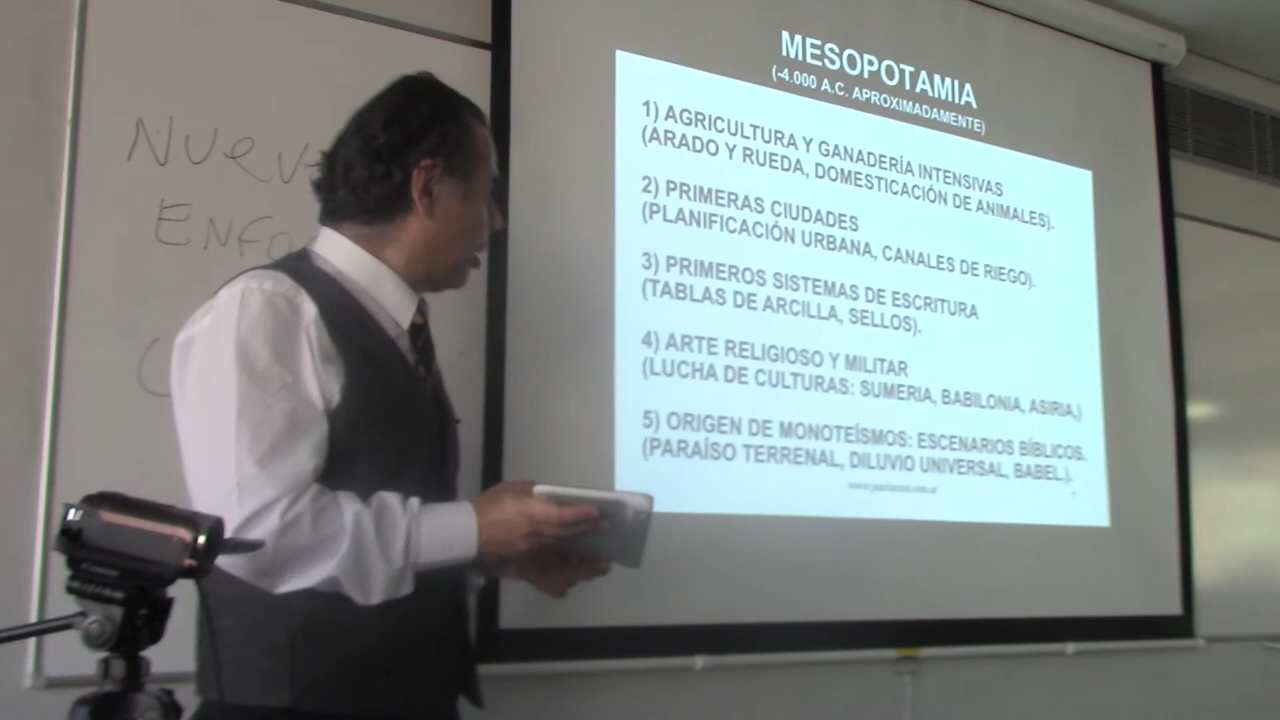 NUEV
ENFO
MESOPOTAMIA
(-4.000 A.C. APROXIMADAMENTE)
1) AGRICULTURA Y GANADERÍA INTENSIVAS
(ARADO Y RUEDA, DOMESTICACIÓN DE ANIMALES).
2) PRIMERAS CIUDADES
(PLANIFICACIÓN URBANA, CANALES DE RIEGO).
3) PRIMEROS SISTEMAS DE ESCRITURA
(TABLAS DE ARCILLA, SELLOS).
4) ARTE RELIGIOSO Y MILITAR
(LUCHA DE CULTURAS: SUMERIA, BABILONIA, ASIRIA.)
5) ORIGEN DE MONOTEÍSMOS: ESCENARIOS BÍBLICOS.
(PARAÍSO TERRENAL, DILUVIO UNIVERSAL, BABEL.).
Canon